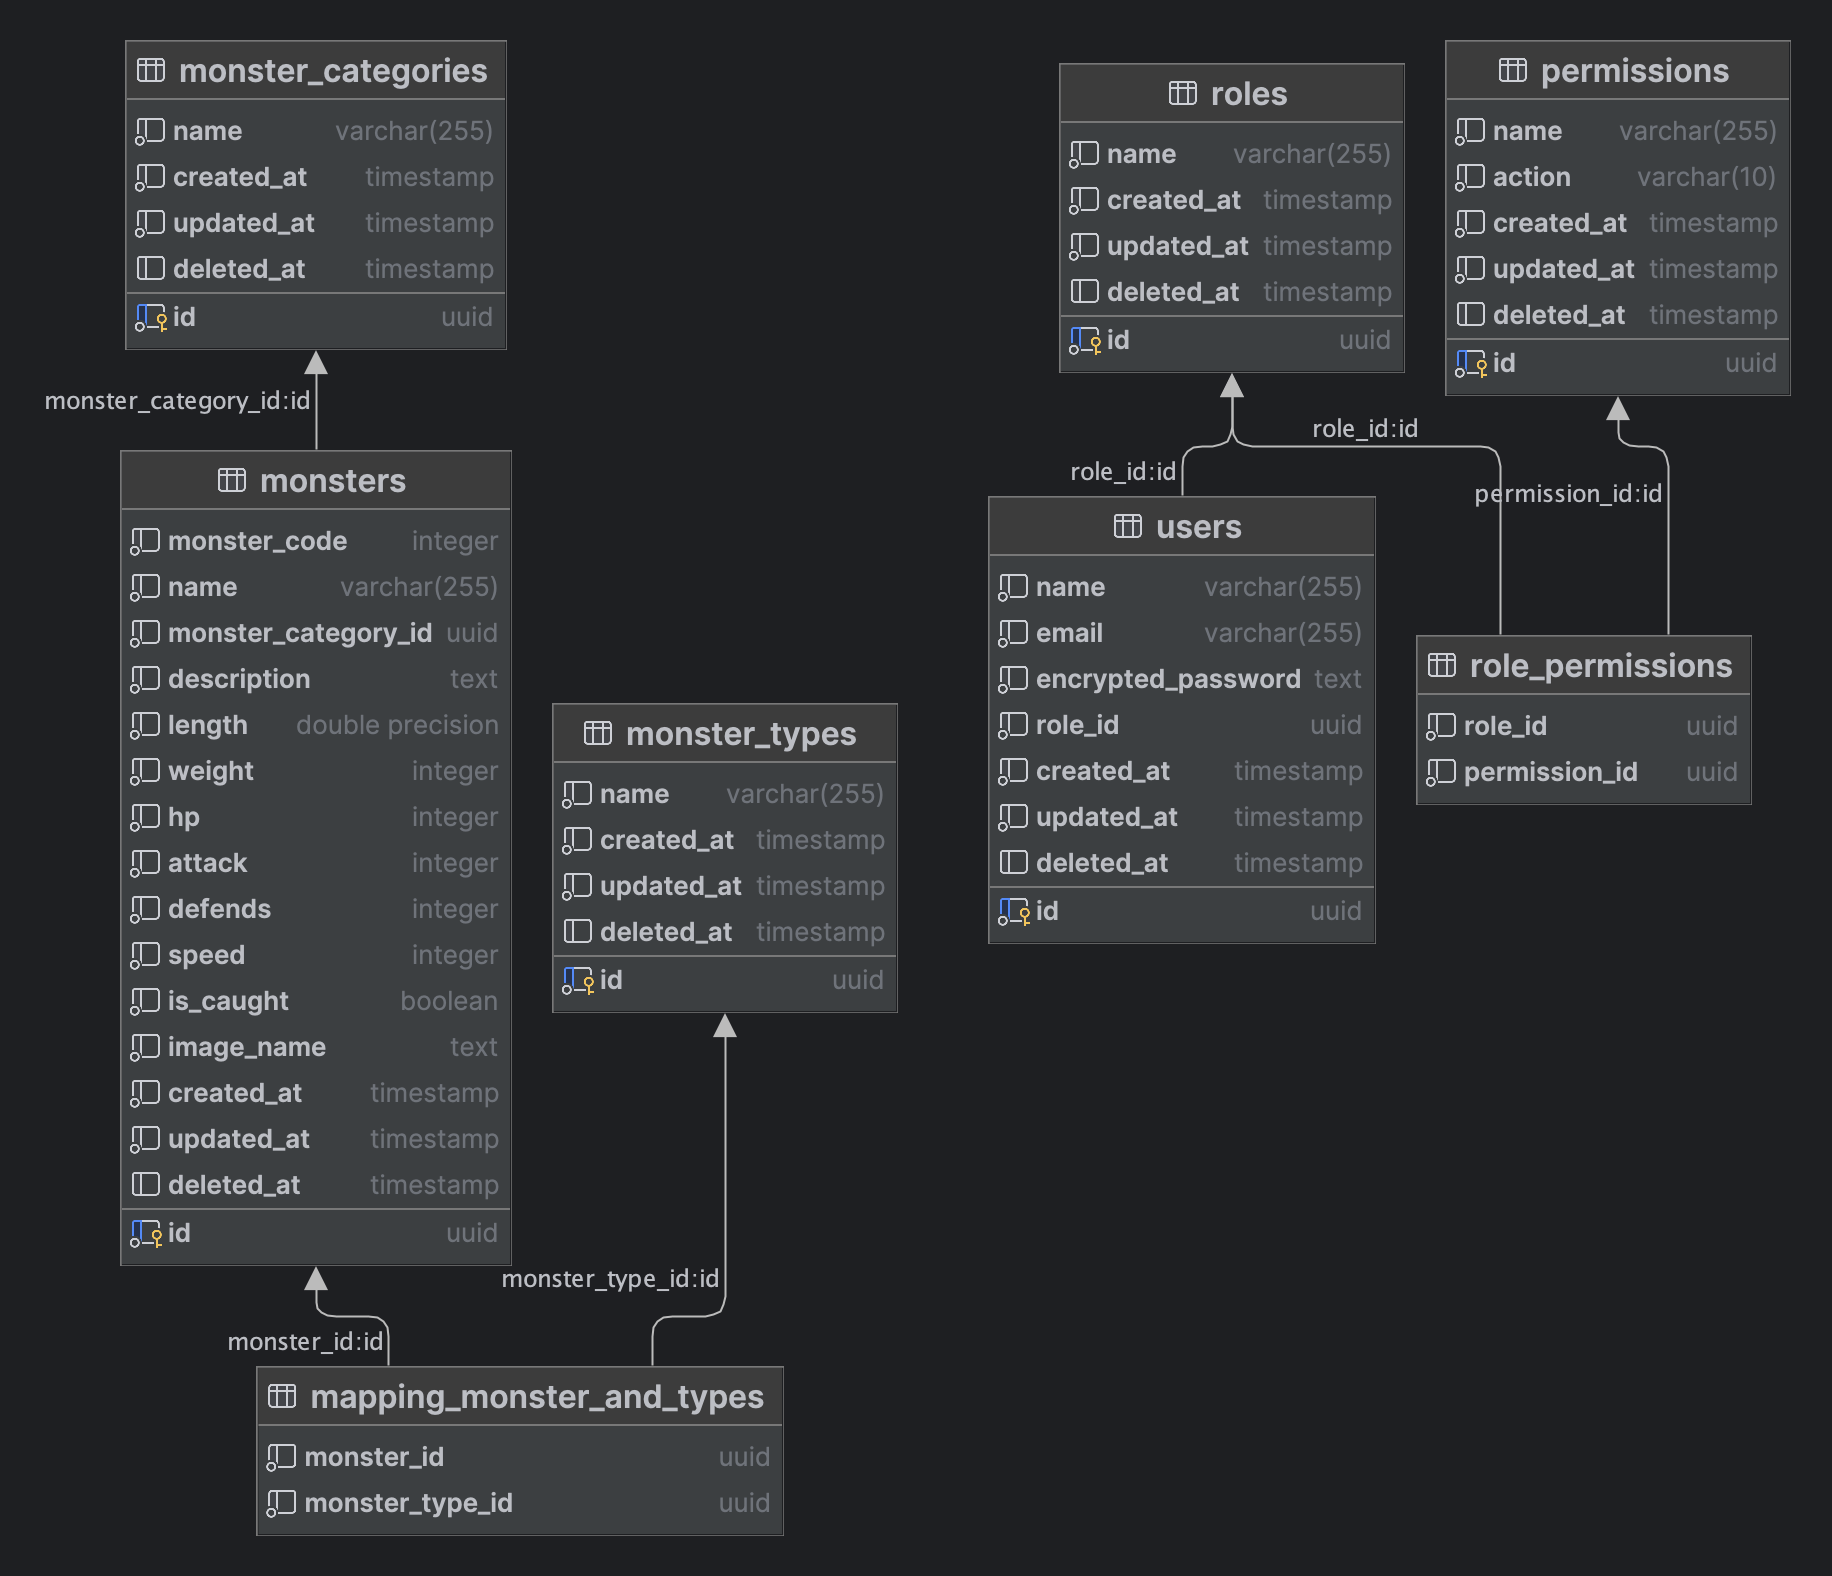 monster_categories
name varchar(255)
created_at timestamp
updated_at timestamp
deleted_at timestamp
id uuid
monster_category_id:id
monsters
monster_code integer
name varchar(255)
monster_category_id uuid
description text
length double precision
weight integer
hp integer
attack integer
defends integer
speed integer
is_caught boolean
image_name text
created_at timestamp
updated_at timestamp
deleted_at timestamp
id uuid
monster_types
name varchar(255)
created_at timestamp
updated_at timestamp
deleted_at timestamp
id uuid
monster_type_id:id
monster_id:id
mapping_monster_and_types
monster_id uuid
monster_type_id uuid
roles
name varchar(255)
created_at timestamp
updated_at timestamp
deleted_at timestamp
id uuid
permissions
name varchar(255)
action varchar(10)
created_at timestamp
updated_at timestamp
deleted_at timestamp
id uuid
role_id:id
role_id:id
permission_id:id
users
name varchar(255)
email varchar(255)
encrypted_password text
role_id uuid
created_at timestamp
updated_at timestamp
deleted_at timestamp
id uuid
role_permissions
role_id uuid
permission_id uuid